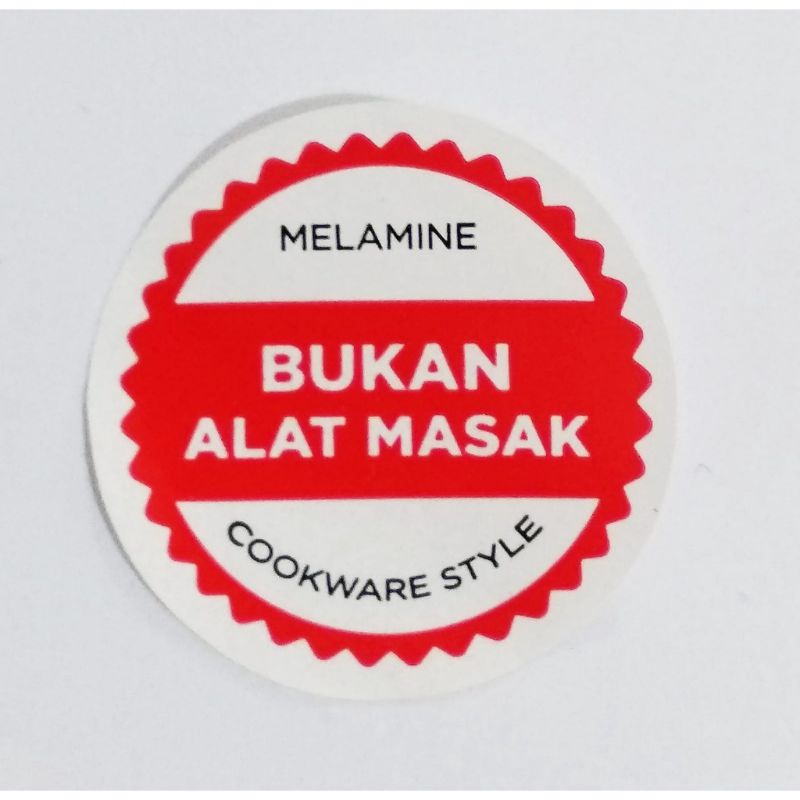 MELAMINE
BUKAN
ALAT MASAK
COOKWARE STYLE